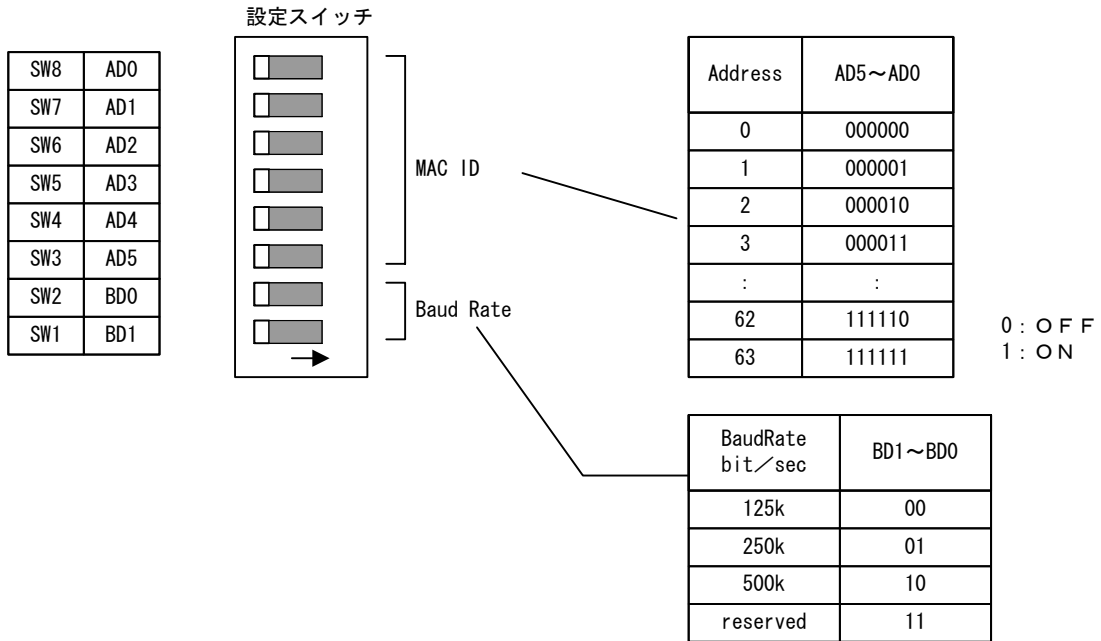 設定スイッチ
SW8 AD0
SW7 AD1
SW6 AD2
SW5 AD3
SW4 AD4
SW3 AD5
SW2 BD0
SW1 BD1
MAC ID
Baud Rate
Address AD5～AD0
0 000000
1 000001
2 000010
3 000011
: :
62 111110
63 111111
0：ＯＦＦ
1：ＯＮ
BaudRate
bit／sec
BD1～BD0
125k 00
250k 01
500k 10
reserved 11